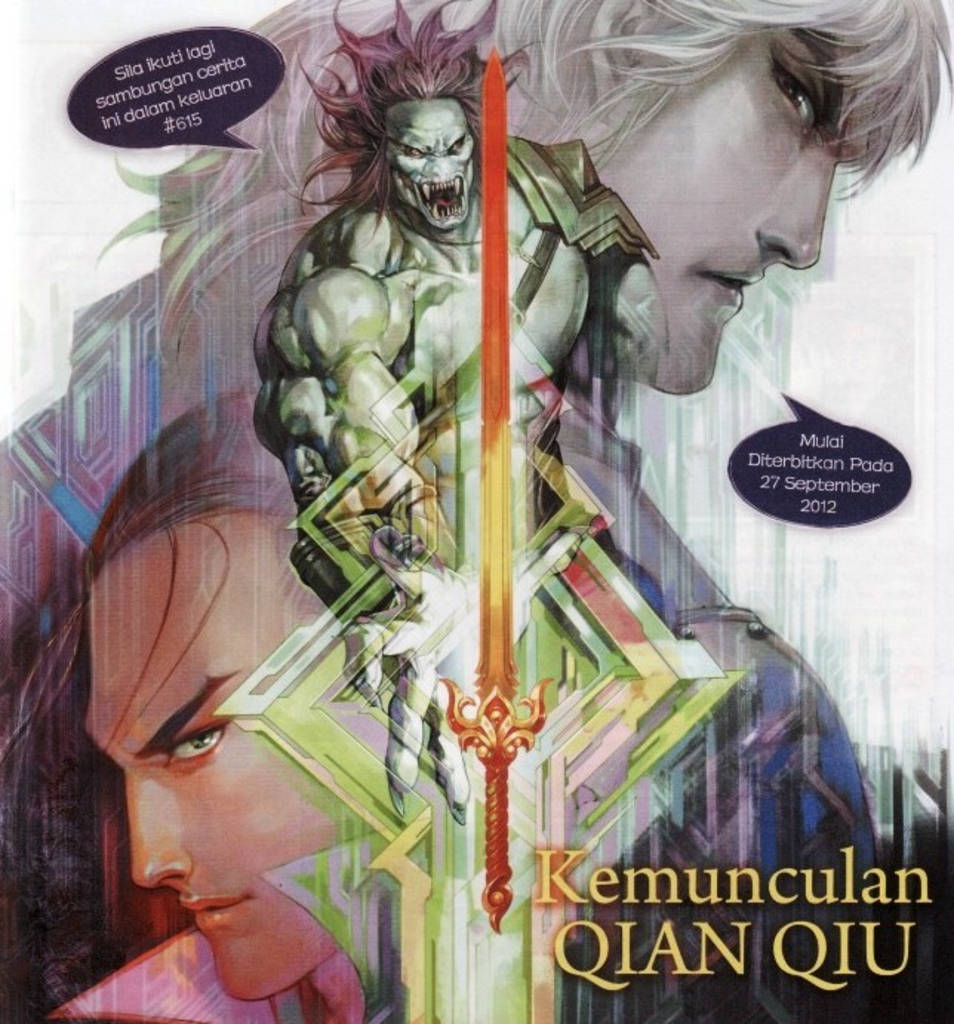 Sila ikuti lagi
sambungan cerita
ini dalam keluaran
#615
Mulai
Diterbitkan Pada
27 September
2012
Kemunculan
QIAN QIU